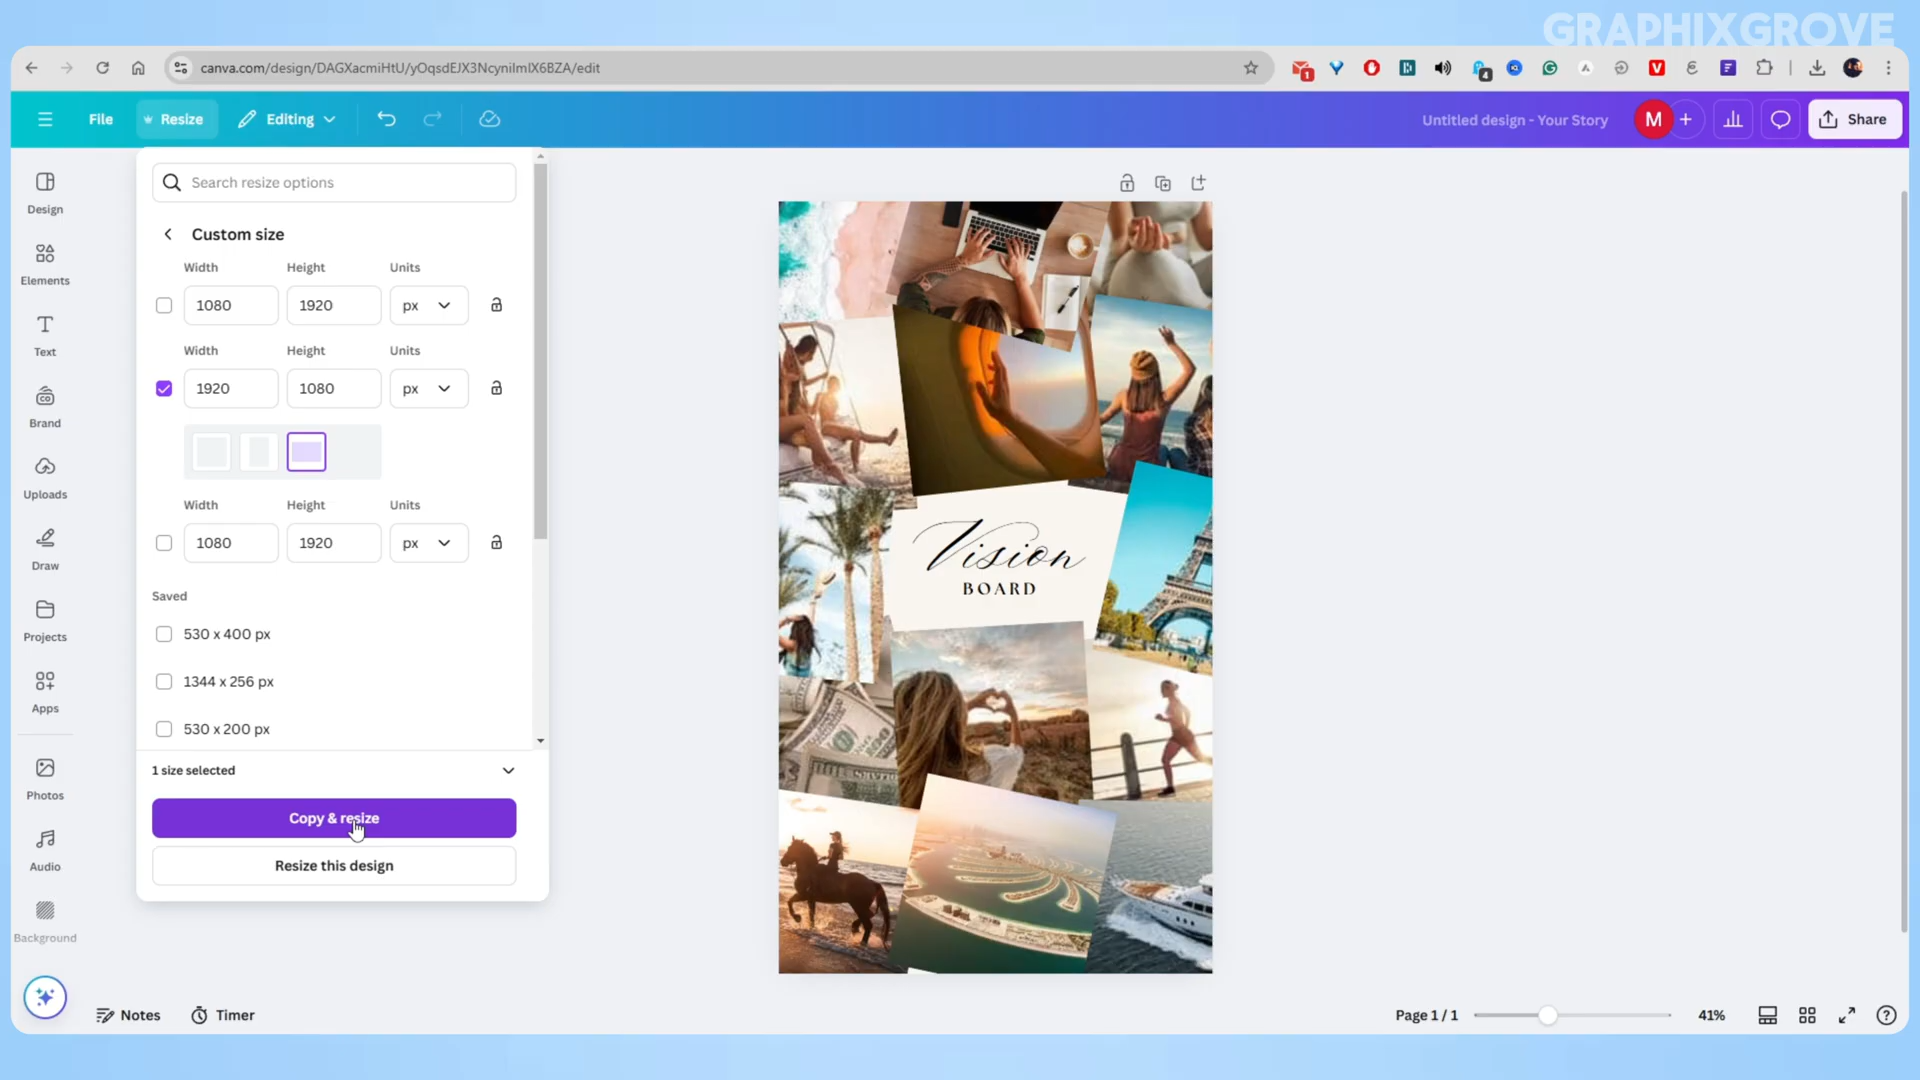 GRAPHIXGROVE
canva.com/design/DAGXacmiHtU/yOqsdEJX3NcynilmlX6BZA/edit
1
4
File
Resize
Editing
Untitled design - Your Story
M
Share
Design
Elements
Text
Brand
Uploads
Draw
Projects
Apps
Photos
Audio
Background
Search resize options
Custom size
Width Height Units
1080 1920 px
Width Height Units
1920 1080 px
Width Height Units
1080 1920 px
Saved
530 x 400 px
1344 x 256 px
530 x 200 px
1 size selected
Copy & resize
Resize this design
Vision
BOARD
Notes
Timer
Page 1 / 1
41%